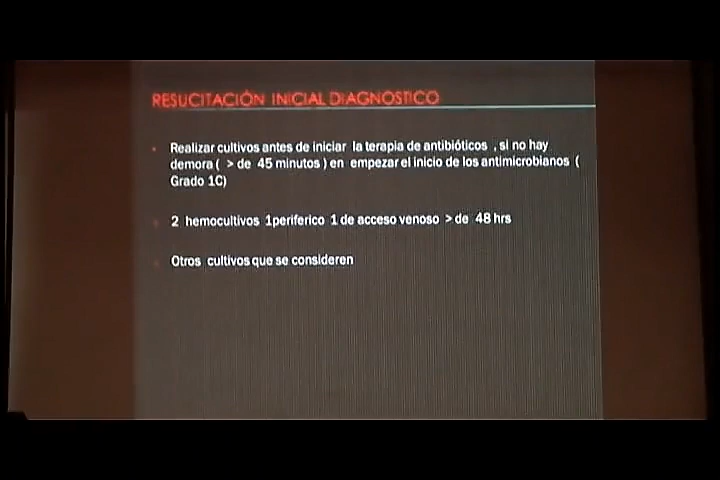 RESUCITACIÓN INICIAL DIAGNOSTICO
Realizar cultivos antes de iniciar la terapia de antibióticos , si no hay
demora ( > de 45 minutos ) en empezar el inicio de los antimicrobianos (
Grado 1C)
2 hemocultivos 1periferico 1 de acceso venoso > de 48 hrs
Otros cultivos que se consideren